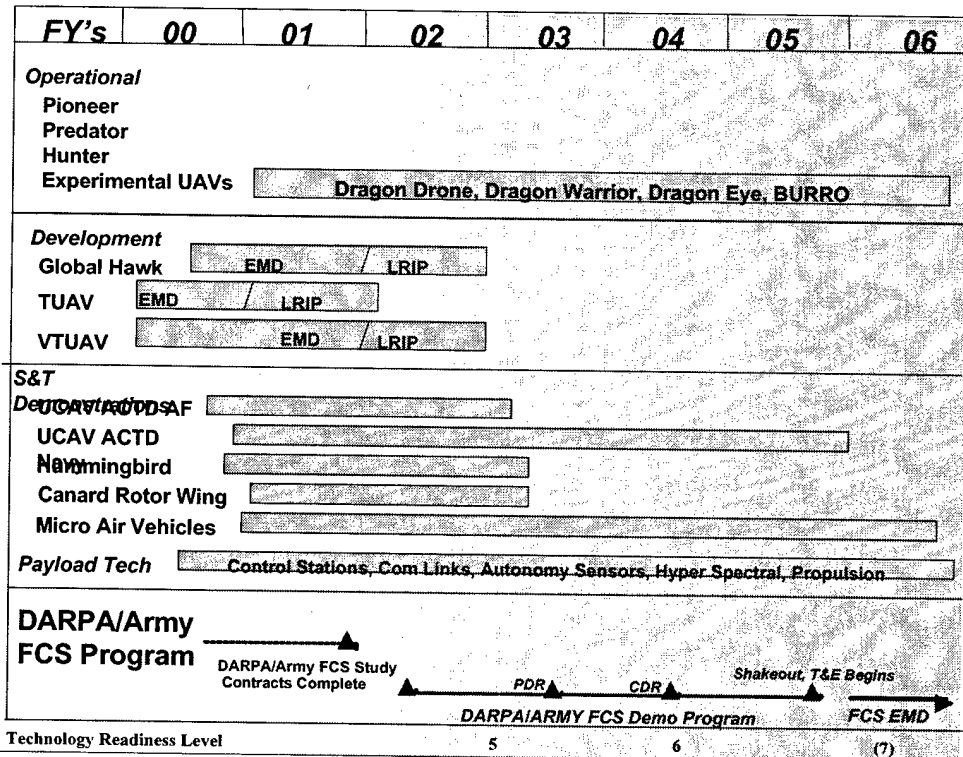 FY's 00 01 02 03 04 05 06
Operational
Pioneer
Predator
Hunter
Experimental UAVs
Dragon Drone, Dragon Warrior, Dragon Eye, BURRO
Development
Global Hawk EMD / LRIP
TUAV EMD / LRIP
VTUAV EMD / LRIP
S&T
Demonstrations
UCAV ACTD AF
UCAV ACTD
Navy
Hummingbird
Canard Rotor Wing
Micro Air Vehicles
Payload Tech Control Stations, Com Links, Autonomy Sensors, Hyper Spectral, Propulsion
DARPA/Army
FCS Program
DARPA/Army FCS Study
Contracts Complete
PDR CDR Shakeout, T&E Begins
DARPA/ARMY FCS Demo Program FCS EMD
Technology Readiness Level 5 6 (7)